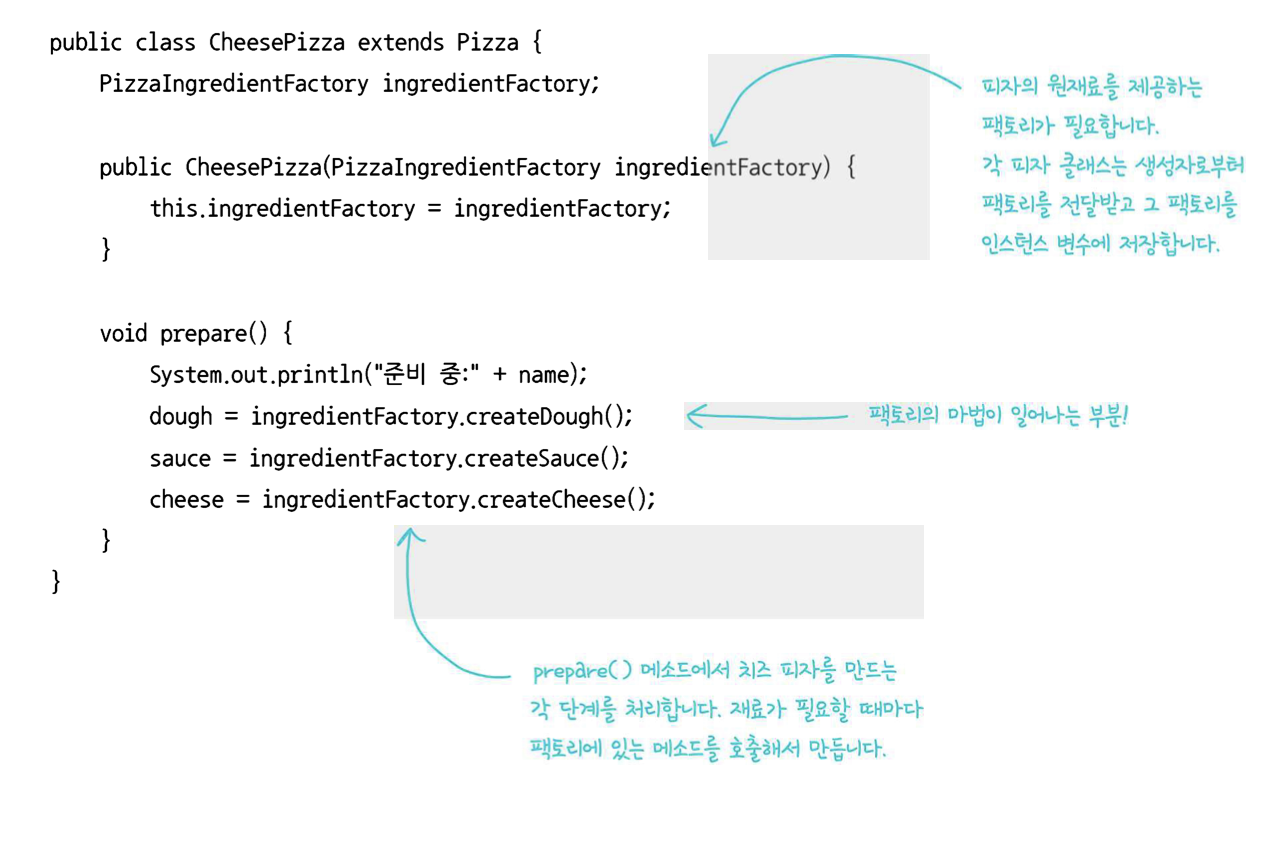 public class CheesePizza extends Pizza {
PizzaIngredientFactory ingredientFactory;
public CheesePizza(PizzaIngredientFactory ingredientFactory) {
this.ingredientFactory = ingredientFactory;
}
피자의 원재료를 제공하는
팩토리가 필요합니다.
각 피자 클래스는 생성자로부터
팩토리를 전달받고 그 팩토리를
인스턴스 변수에 저장합니다.
void prepare() {
System.out.println("준비 중:" + name);
dough = ingredientFactory.createDough();
팩토리의 마법이 일어나는 부분!
sauce = ingredientFactory.createSauce();
cheese = ingredientFactory.createCheese();
}
}
prepare() 메소드에서 치즈 피자를 만드는
각 단계를 처리합니다. 재료가 필요할 때마다
팩토리에 있는 메소드를 호출해서 만듭니다.